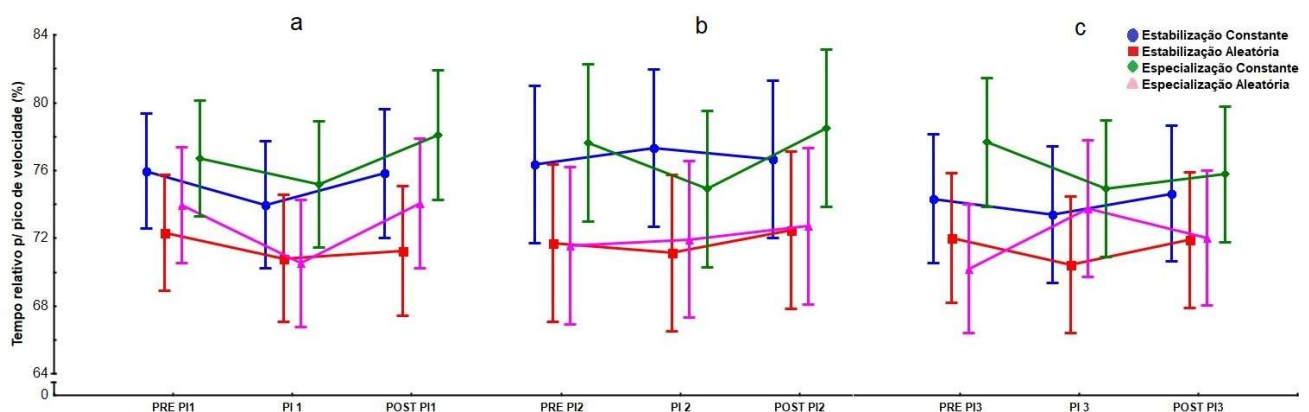 a
b
c
Estabilização Constante
Estabilização Aleatória
Especialização Constante
Especialização Aleatória
Tempo relativo p/ pico de velocidade (%)
84
80
76
72
68
64
0
PRE PI1
PI 1
POST PI1
PRE PI2
PI 2
POST PI2
PRE PI3
PI 3
POST PI3